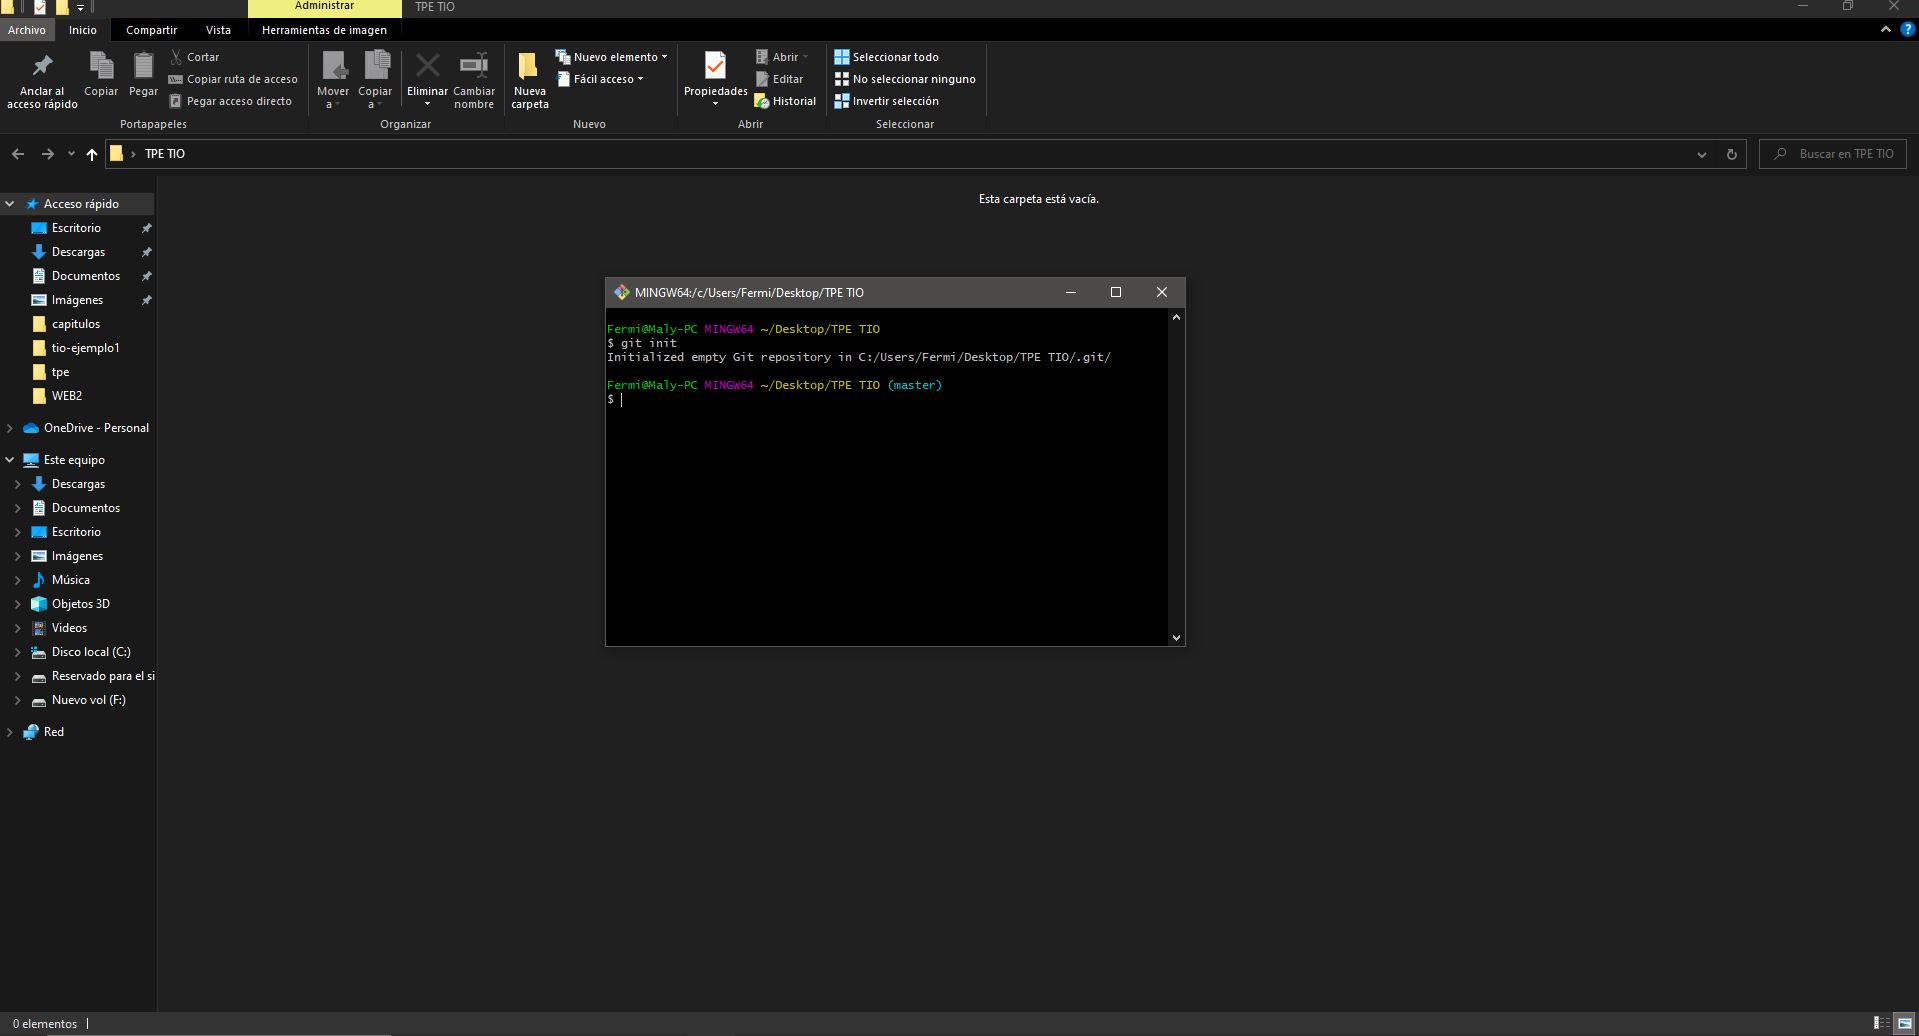 Administrar
TPE TIO
Archivo
Inicio
Compartir
Vista
Herramientas de imagen
Anclar al
acceso rápido
Copiar
Pegar
Cortar
Copiar ruta de acceso
Pegar acceso directo
Portapapeles
Mover
a
Copiar
a
Eliminar
Cambiar
nombre
Organizar
Nueva
carpeta
Nuevo elemento
Fácil acceso
Nuevo
Propiedades
Abrir
Editar
Historial
Abrir
Seleccionar todo
No seleccionar ninguno
Invertir selección
Seleccionar
TPE TIO
Buscar en TPE TIO
Acceso rápido
Escritorio
Descargas
Documentos
Imágenes
capitulos
tio-ejemplo1
tpe
WEB2
OneDrive - Personal
Este equipo
Descargas
Documentos
Escritorio
Imágenes
Música
Objetos 3D
Videos
Disco local (C:)
Reservado para el si
Nuevo vol (F:)
Red
Esta carpeta está vacía.
MINGW64:/c/Users/Fermi/Desktop/TPE TIO
Fermi@Maly-PC MINGW64 ~/Desktop/TPE TIO
$ git init
Initialized empty Git repository in C:/Users/Fermi/Desktop/TPE TIO/.git/
Fermi@Maly-PC MINGW64 ~/Desktop/TPE TIO (master)
$
0 elementos